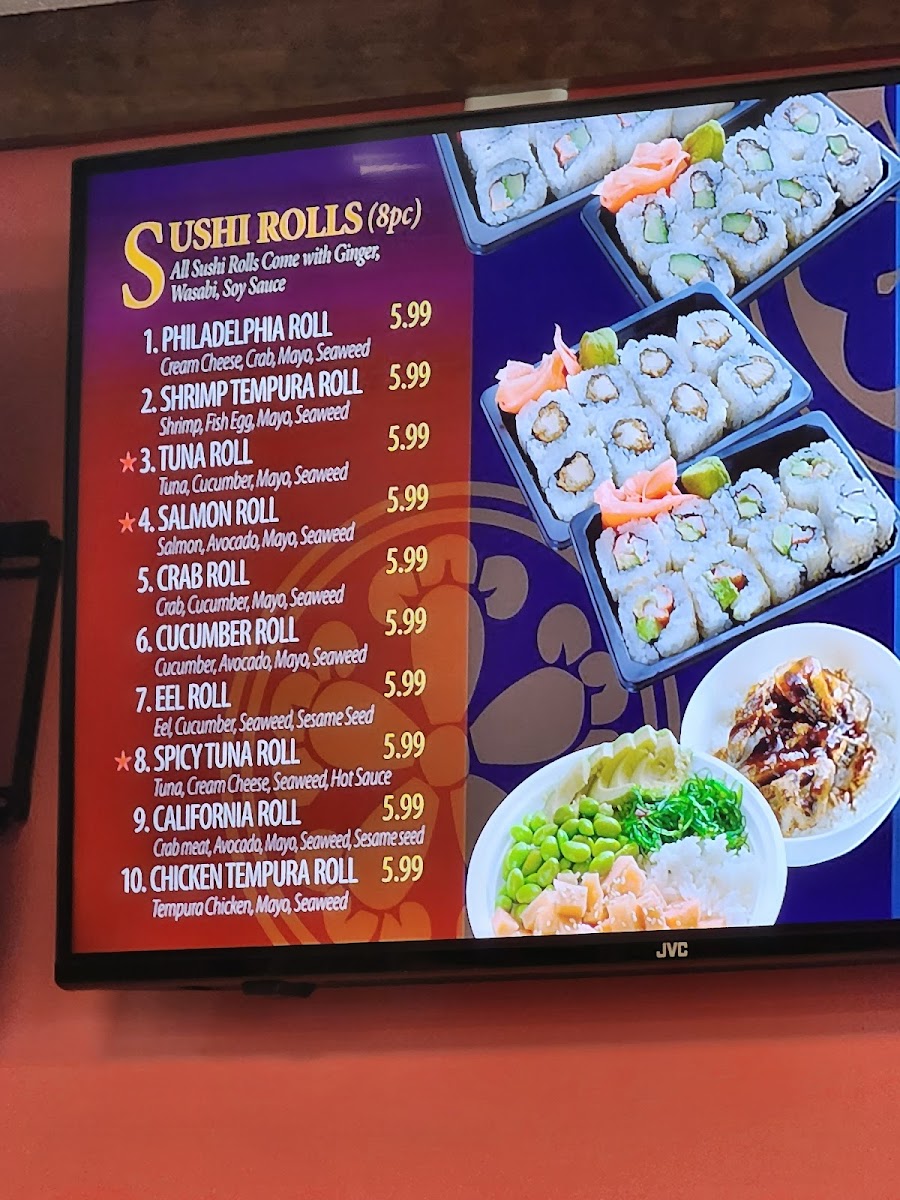 SUSHI ROLLS (8pc)
All Sushi Rolls Come with Ginger,
Wasabi, Soy Sauce
1. PHILADELPHIA ROLL 5.99
Cream Cheese, Crab, Mayo, Seaweed
2. SHRIMP TEMPURA ROLL 5.99
Shrimp, Fish Egg, Mayo, Seaweed
★3. TUNA ROLL 5.99
Tuna, Cucumber, Mayo, Seaweed
★4. SALMON ROLL 5.99
Salmon, Avocado, Mayo, Seaweed
5. CRAB ROLL 5.99
Crab, Cucumber, Mayo, Seaweed
6. CUCUMBER ROLL 5.99
Cucumber, Avocado, Mayo, Seaweed
7. EEL ROLL 5.99
Eel, Cucumber, Seaweed, Sesame Seed
★8. SPICY TUNA ROLL 5.99
Tuna, Cream Cheese, Seaweed, Hot Sauce
9. CALIFORNIA ROLL 5.99
Crab meat, Avocado, Mayo, Seaweed, Sesame seed
10. CHICKEN TEMPURA ROLL 5.99
Tempura Chicken, Mayo, Seaweed
JVC